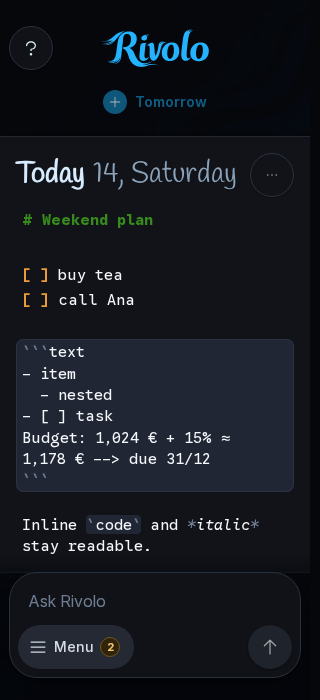 ?
Rivolo
+ Tomorrow
Today 14, Saturday ...
# Weekend plan
[ ] buy tea
[ ] call Ana
```text
- item
  - nested
- [ ] task
Budget: 1,024 € + 15% ≈
1,178 € --> due 31/12
```
Inline `code` and *italic*
stay readable.
Ask Rivolo
Menu 2